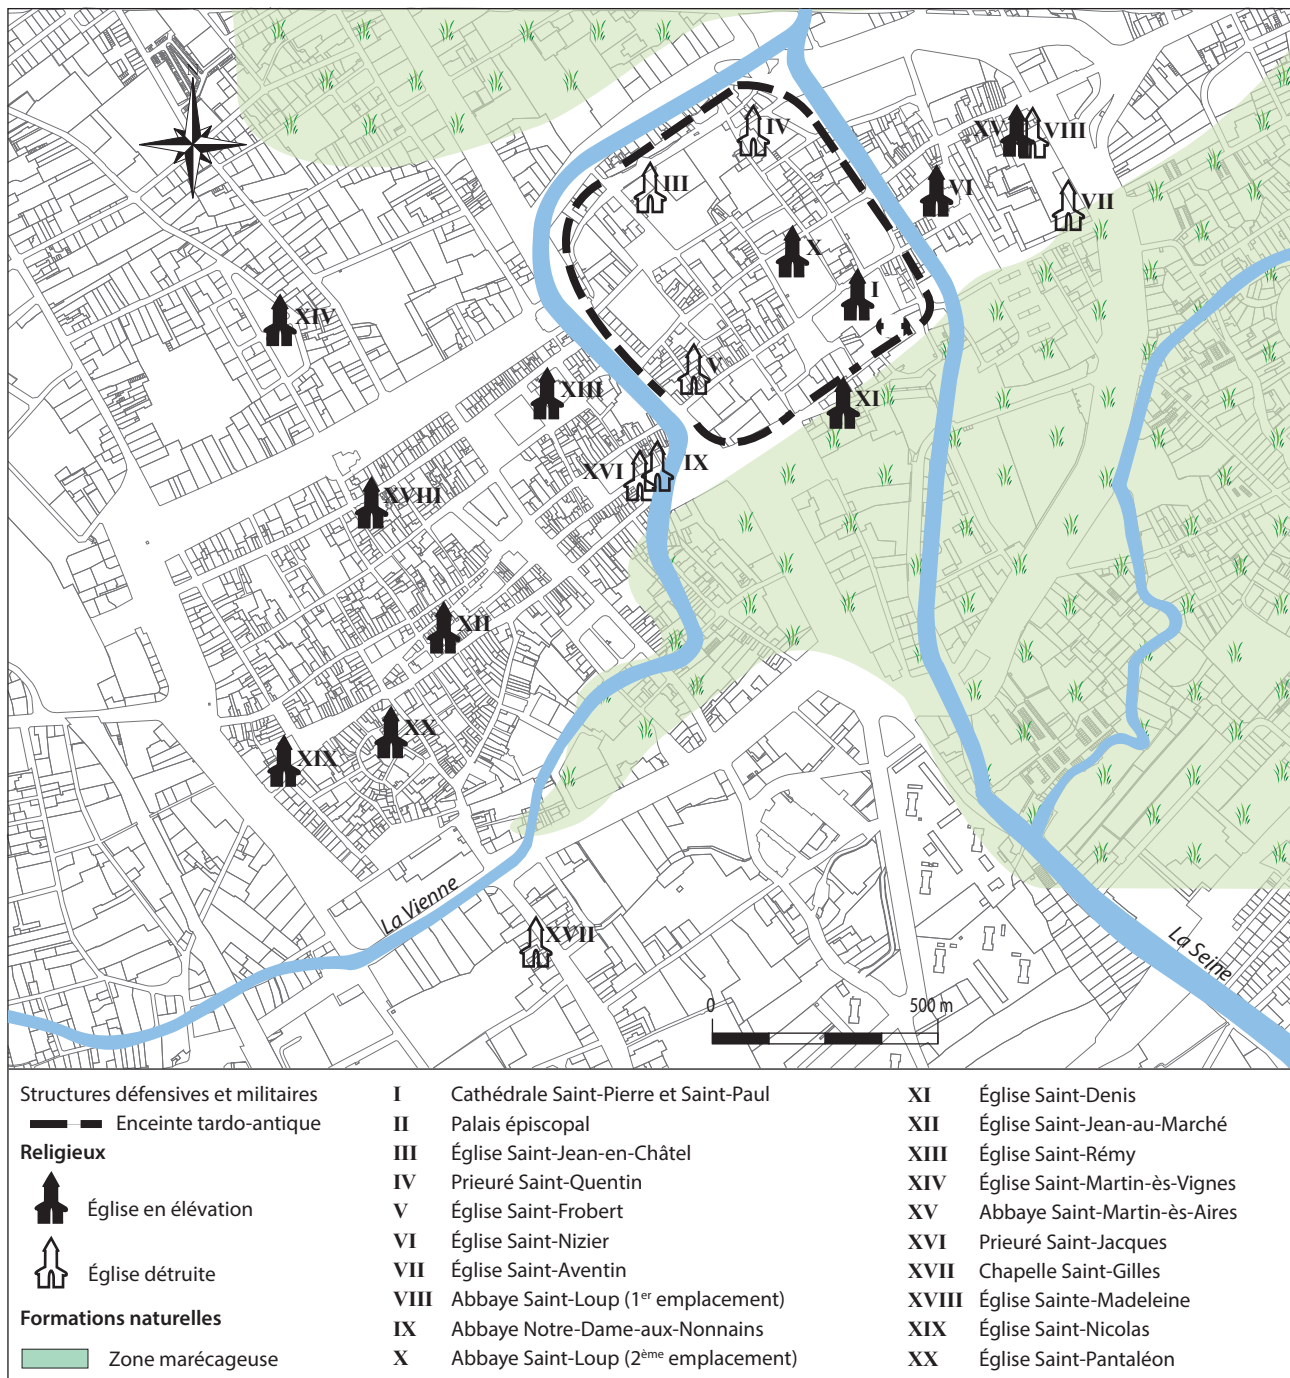 IV
XV
VIII
III
VI
VII
X
I
XIV
V
XIII
XI
XVI
IX
XVIII
XII
XX
XIX
La Vienne
XVII
La Seine
0 500 m
Structures défensives et militaires
Enceinte tardo-antique
Religieux
Église en élévation
Église détruite
Formations naturelles
Zone marécageuse
I Cathédrale Saint-Pierre et Saint-Paul
II Palais épiscopal
III Église Saint-Jean-en-Châtel
IV Prieuré Saint-Quentin
V Église Saint-Frobert
VI Église Saint-Nizier
VII Église Saint-Aventin
VIII Abbaye Saint-Loup (1er emplacement)
IX Abbaye Notre-Dame-aux-Nonnains
X Abbaye Saint-Loup (2ème emplacement)
XI Église Saint-Denis
XII Église Saint-Jean-au-Marché
XIII Église Saint-Rémy
XIV Église Saint-Martin-ès-Vignes
XV Abbaye Saint-Martin-ès-Aires
XVI Prieuré Saint-Jacques
XVII Chapelle Saint-Gilles
XVIII Église Sainte-Madeleine
XIX Église Saint-Nicolas
XX Église Saint-Pantaléon